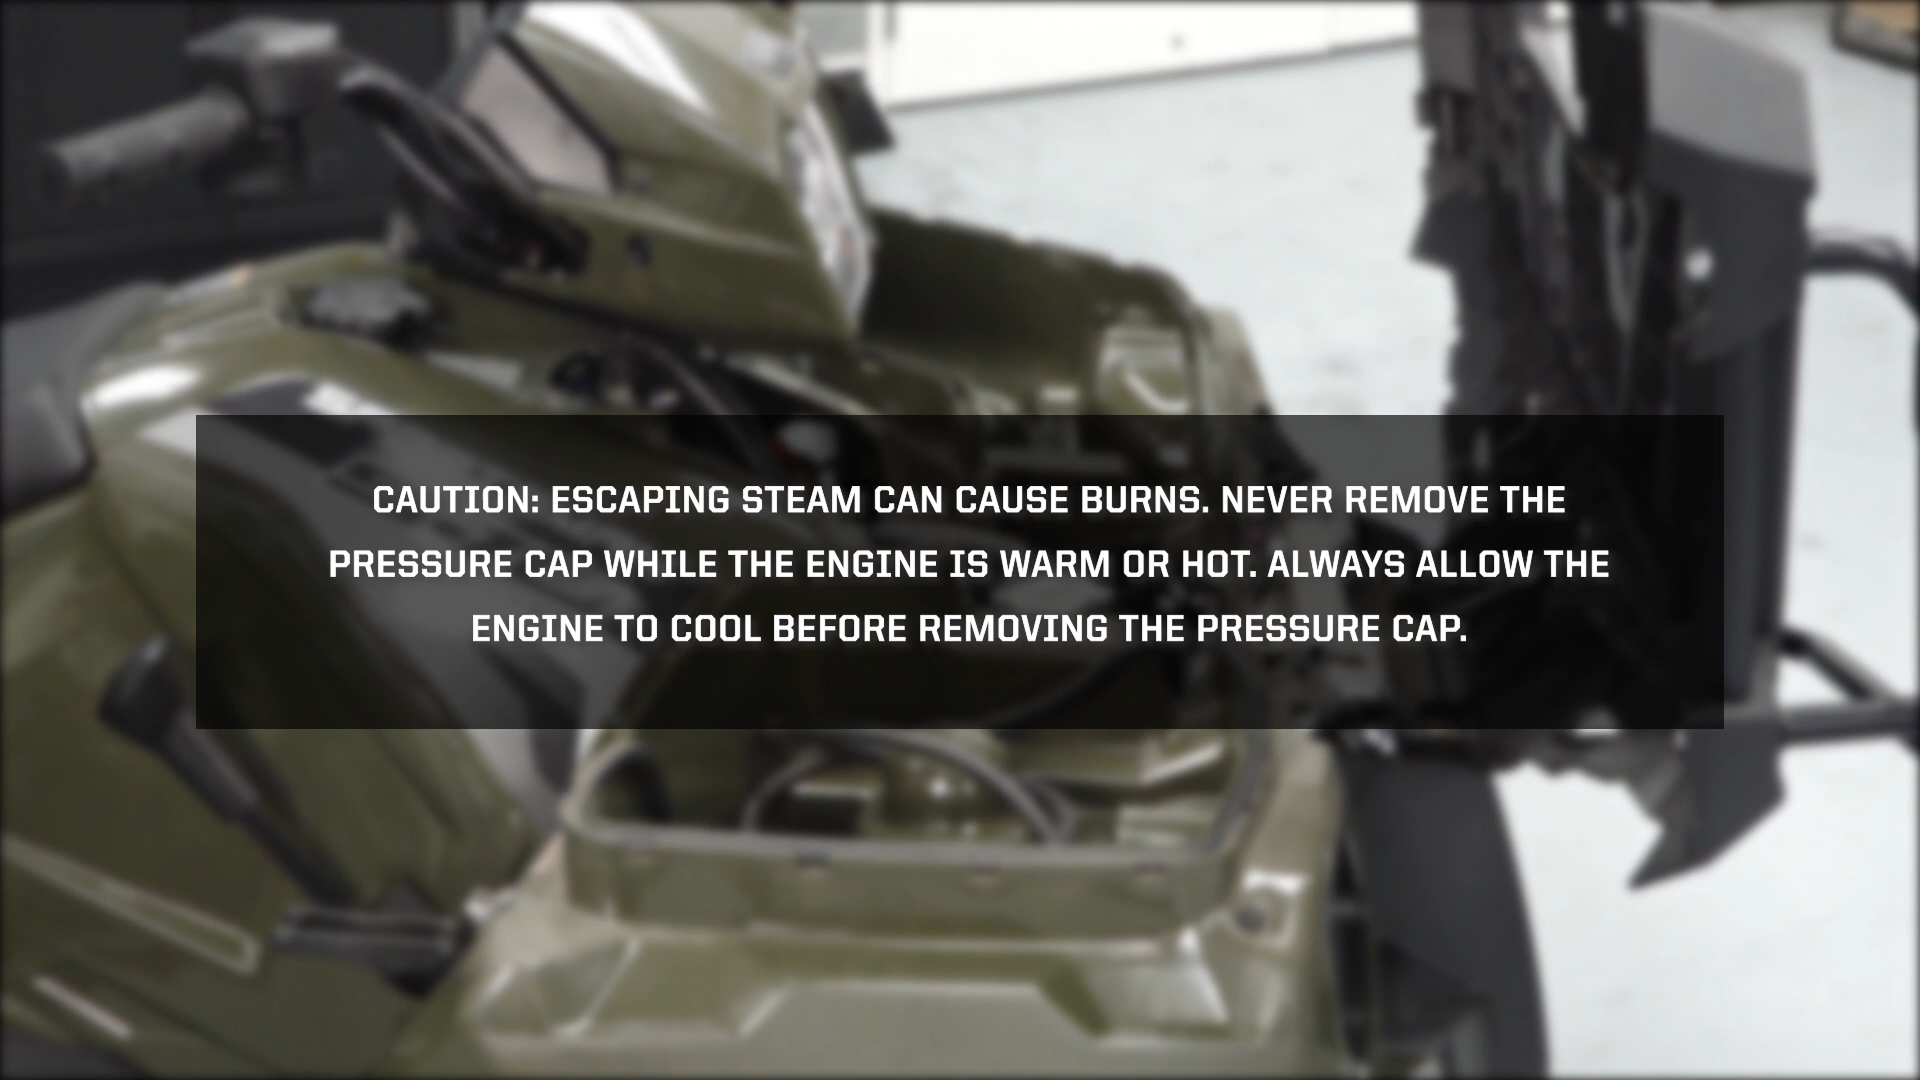 CAUTION: ESCAPING STEAM CAN CAUSE BURNS. NEVER REMOVE THE
PRESSURE CAP WHILE THE ENGINE IS WARM OR HOT. ALWAYS ALLOW THE
ENGINE TO COOL BEFORE REMOVING THE PRESSURE CAP.